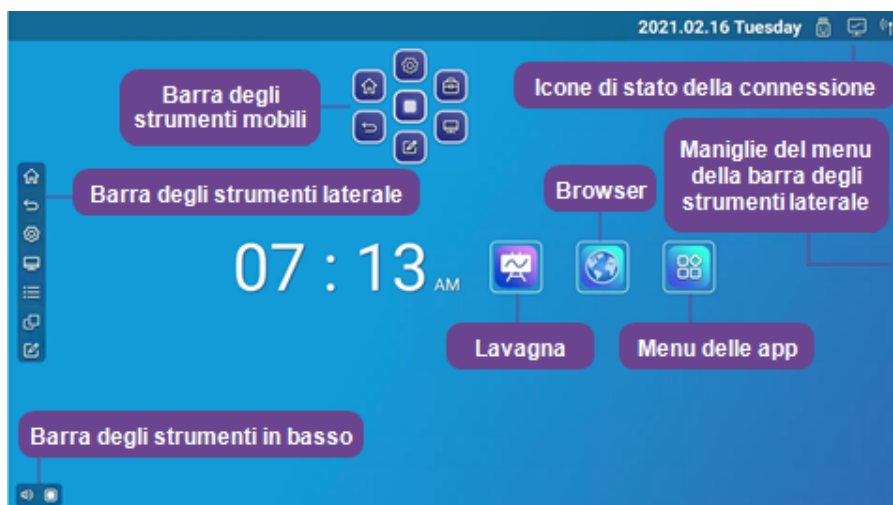 2021.02.16 Tuesday
Barra degli
strumenti mobili
Icone di stato della connessione
Maniglie del menu
della barra degli
strumenti laterale
Barra degli strumenti laterale
Browser
07 : 13 AM
Lavagna
Menu delle app
Barra degli strumenti in basso